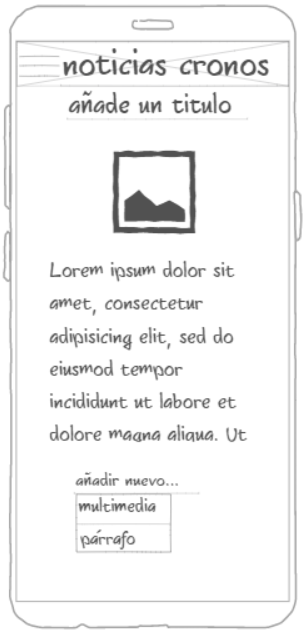 noticias cronos
añade un titulo
Lorem ipsum dolor sit
amet, consectetur
adipisicing elit, sed do
eiusmod tempor
incididunt ut labore et
dolore magna aliqua. Ut
añadir nuevo...
multimedia
párrafo